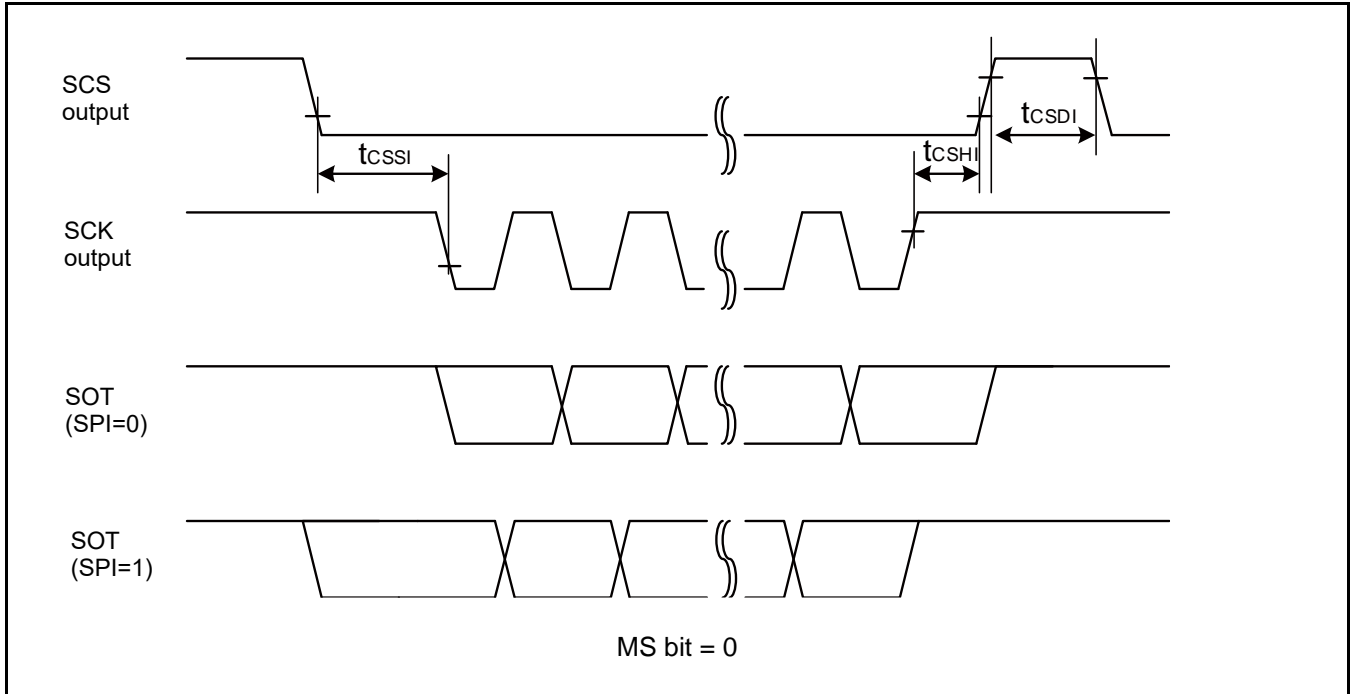 SCS
output
tCSSI
tCSHI
tCSDI
SCK
output
SOT
(SPI=0)
SOT
(SPI=1)
MS bit = 0